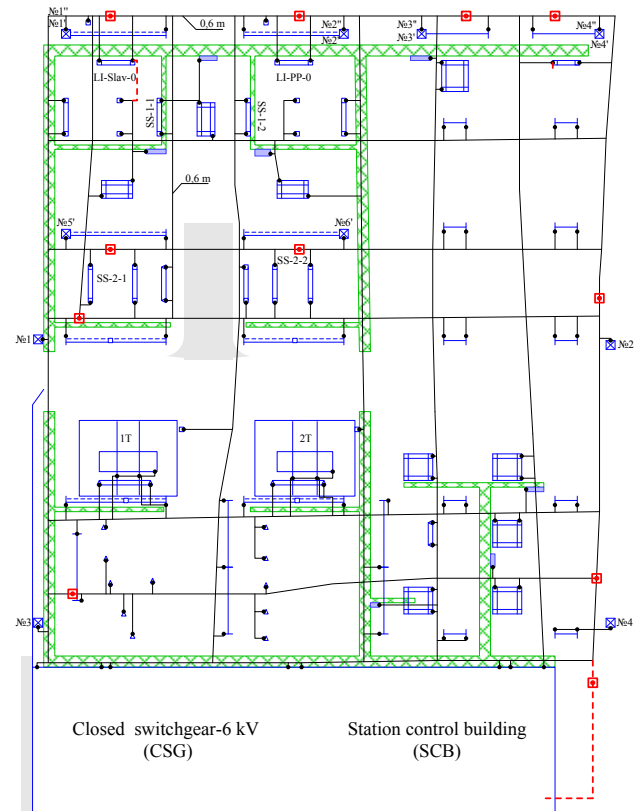 №1''
№1'
0,6 m
№2''
№2'
№3''
№3'
№4''
№4'
LI-Slav-0
LI-PP-0
SS-1-1
SS-1-2
0,6 m
№5'
№6'
SS-2-1
SS-2-2
№1
№2
1T
2T
№3
№4
Closed switchgear-6 kV
(CSG)
Station control building
(SCB)